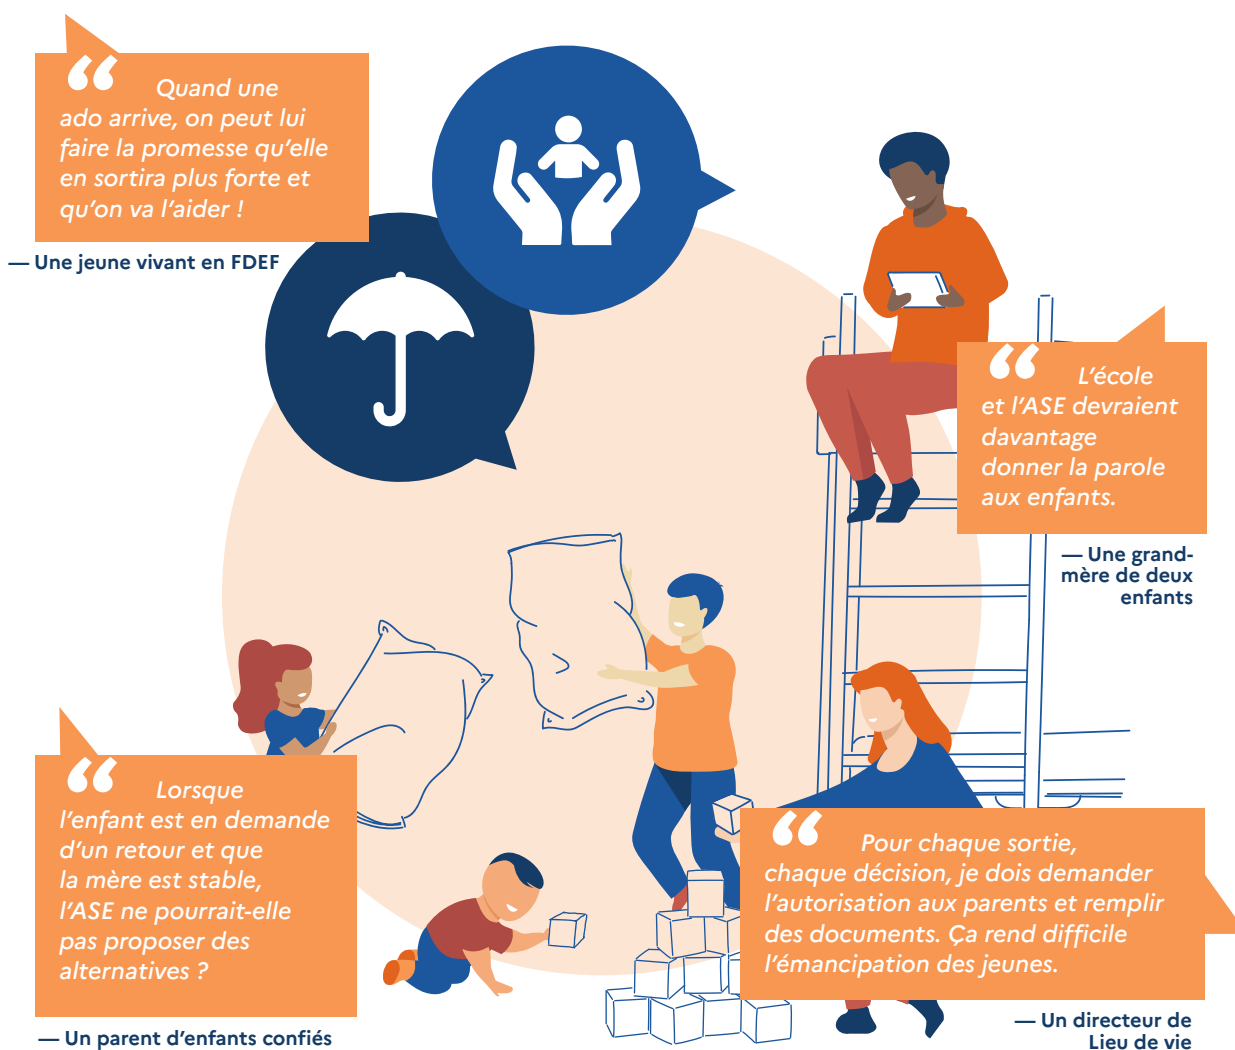 “ Quand une
ado arrive, on peut lui
faire la promesse qu’elle
en sortira plus forte et
qu’on va l’aider !
— Une jeune vivant en FDEF
“ L’école
et l’ASE devraient
davantage
donner la parole
aux enfants.
— Une grand-
mère de deux
enfants
“ Lorsque
l’enfant est en demande
d’un retour et que
la mère est stable,
l’ASE ne pourrait-elle
pas proposer des
alternatives ?
— Un parent d’enfants confiés
“ Pour chaque sortie,
chaque décision, je dois demander
l’autorisation aux parents et remplir
des documents. Ça rend difficile
l’émancipation des jeunes.
— Un directeur de
Lieu de vie